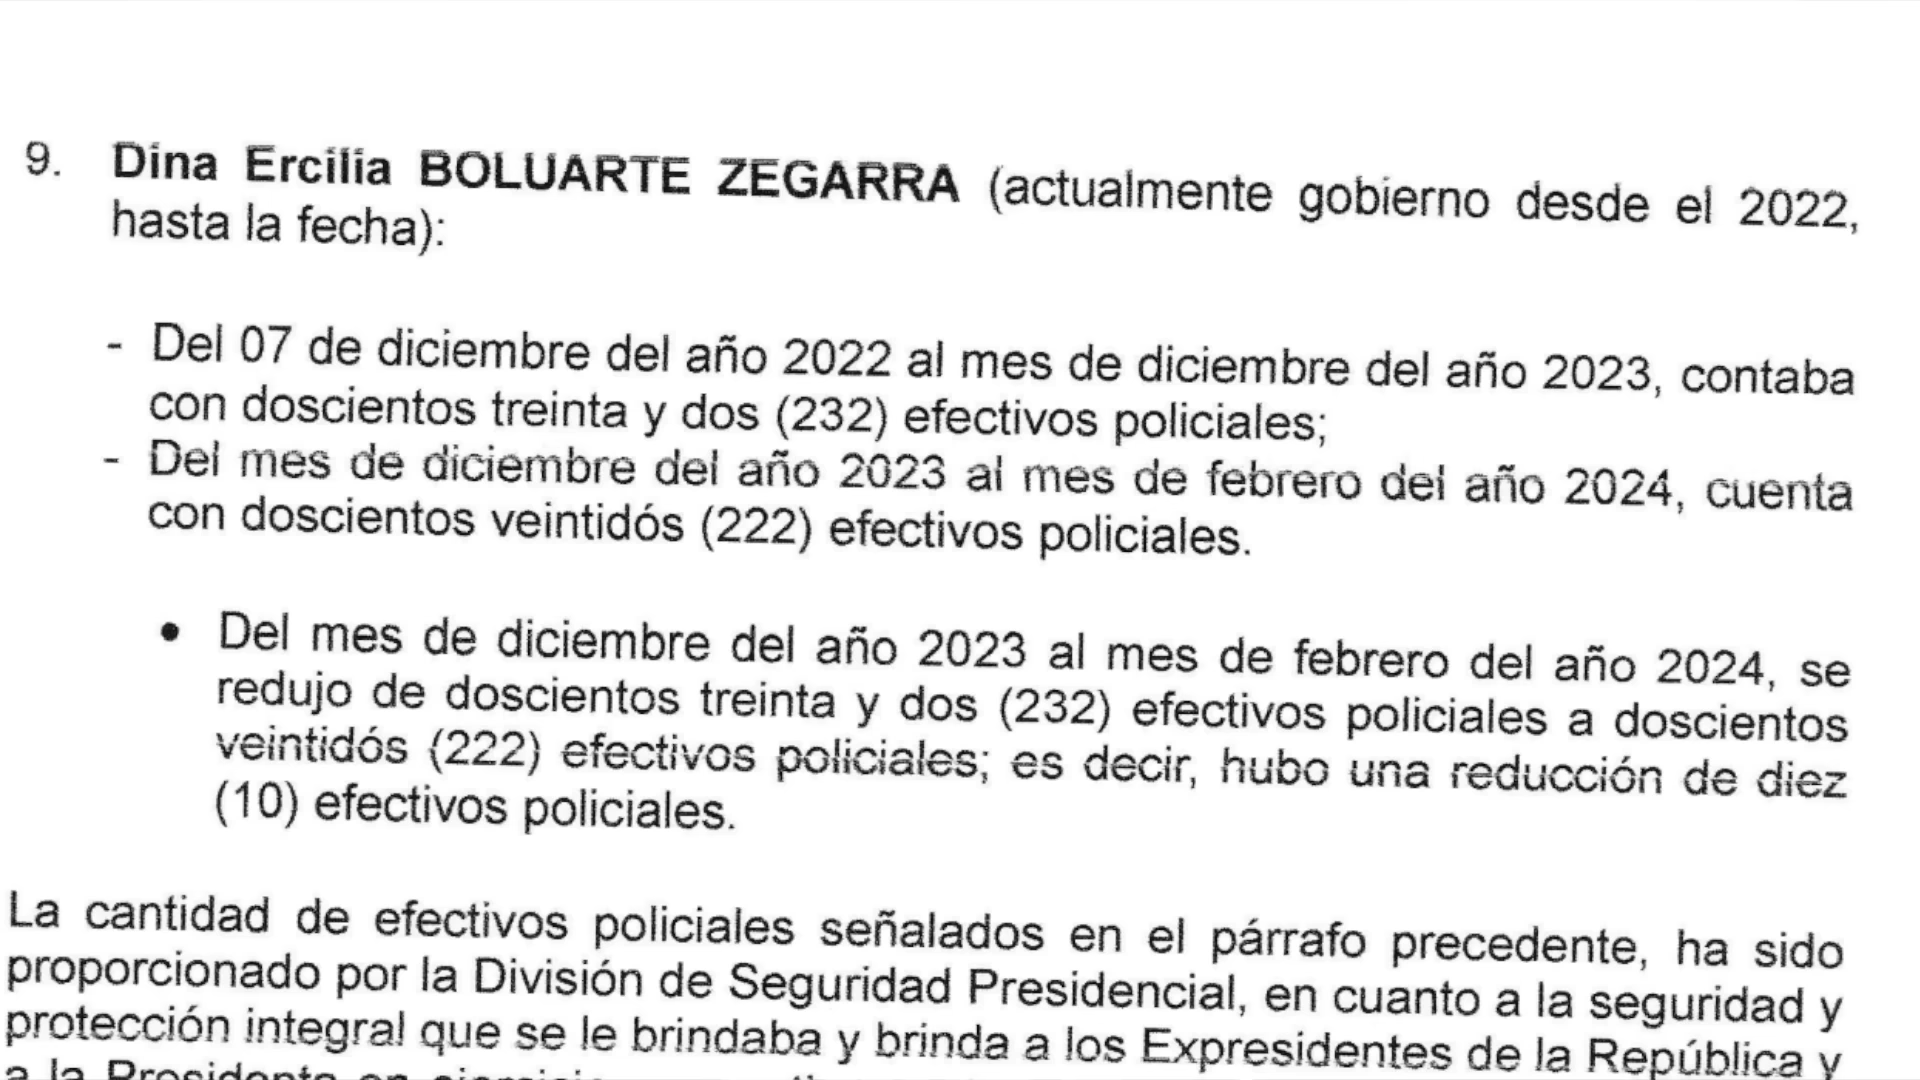 9. Dina Ercilia BOLUARTE ZEGARRA (actualmente gobierno desde el 2022,
hasta la fecha):
- Del 07 de diciembre del año 2022 al mes de diciembre del año 2023, contaba
con doscientos treinta y dos (232) efectivos policiales;
- Del mes de diciembre del año 2023 al mes de febrero del año 2024, cuenta
con doscientos veintidós (222) efectivos policiales.
• Del mes de diciembre del año 2023 al mes de febrero del año 2024, se
redujo de doscientos treinta y dos (232) efectivos policiales a doscientos
veintidós (222) efectivos policiales; es decir, hubo una reducción de diez
(10) efectivos policiales.
La cantidad de efectivos policiales señalados en el párrafo precedente, ha sido
proporcionado por la División de Seguridad Presidencial, en cuanto a la seguridad y
protección integral que se le brindaba y brinda a los Expresidentes de la República y
a la Presidente en